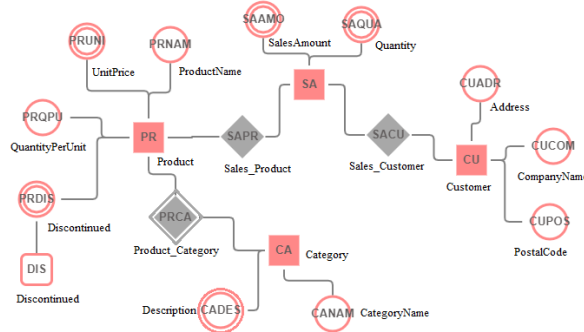 SAAMO
SAQUA
PRUNI
PRNAM
SalesAmount
Quantity
UnitPrice
ProductName
SA
CUADR
Address
PRQPU
QuantityPerUnit
PR
Product
SAPR
Sales_Product
SACU
Sales_Customer
CU
Customer
CUCOM
CompanyName
PRDIS
Discontinued
PRCA
Product_Category
CUPOS
PostalCode
DIS
Discontinued
CA
Category
Description
CADES
CANAM
CategoryName